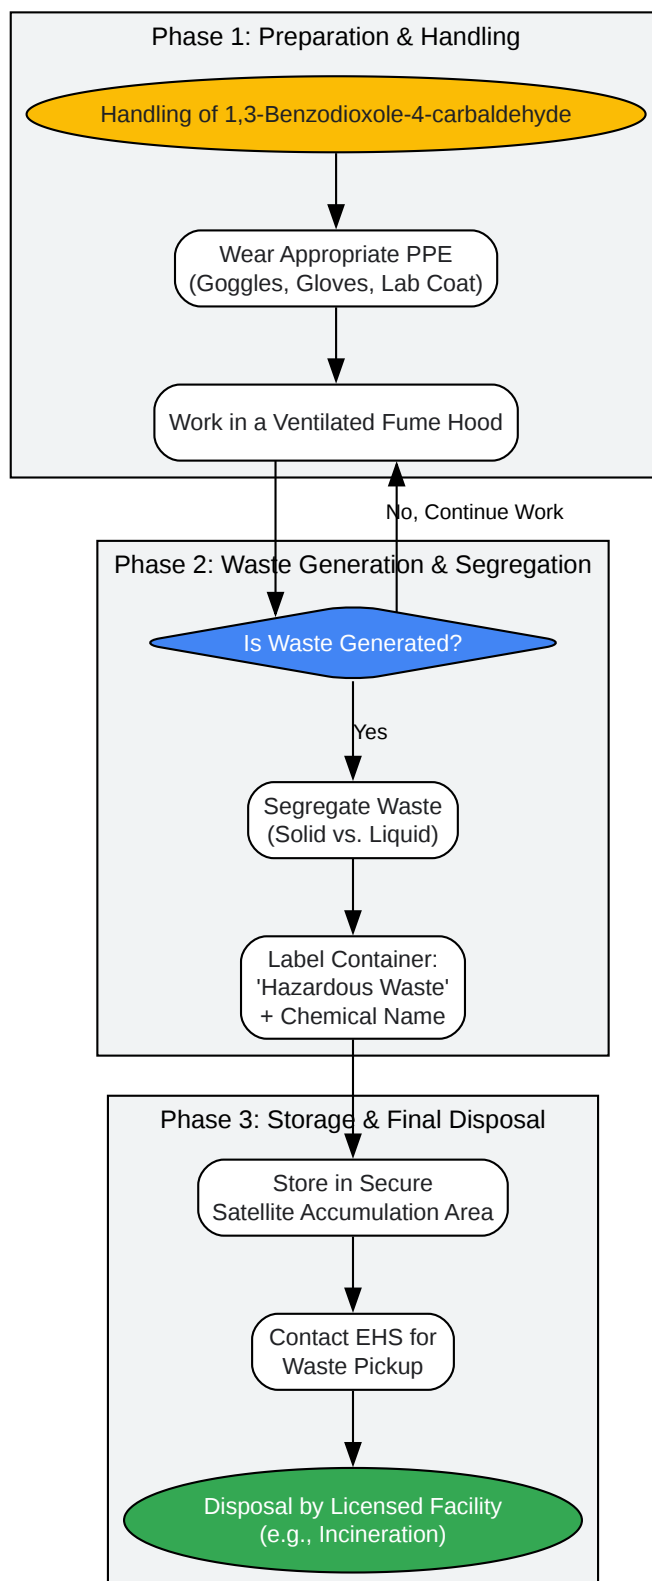 Phase 1: Preparation & Handling
Handling of 1,3-Benzodioxole-4-carbaldehyde
Wear Appropriate PPE
(Goggles, Gloves, Lab Coat)
Work in a Ventilated Fume Hood
No, Continue Work
Phase 2: Waste Generation & Segregation
Is Waste Generated?
Yes
Segregate Waste
(Solid vs. Liquid)
Label Container:
'Hazardous Waste'
+ Chemical Name
Phase 3: Storage & Final Disposal
Store in Secure
Satellite Accumulation Area
Contact EHS for
Waste Pickup
Disposal by Licensed Facility
(e.g., Incineration)